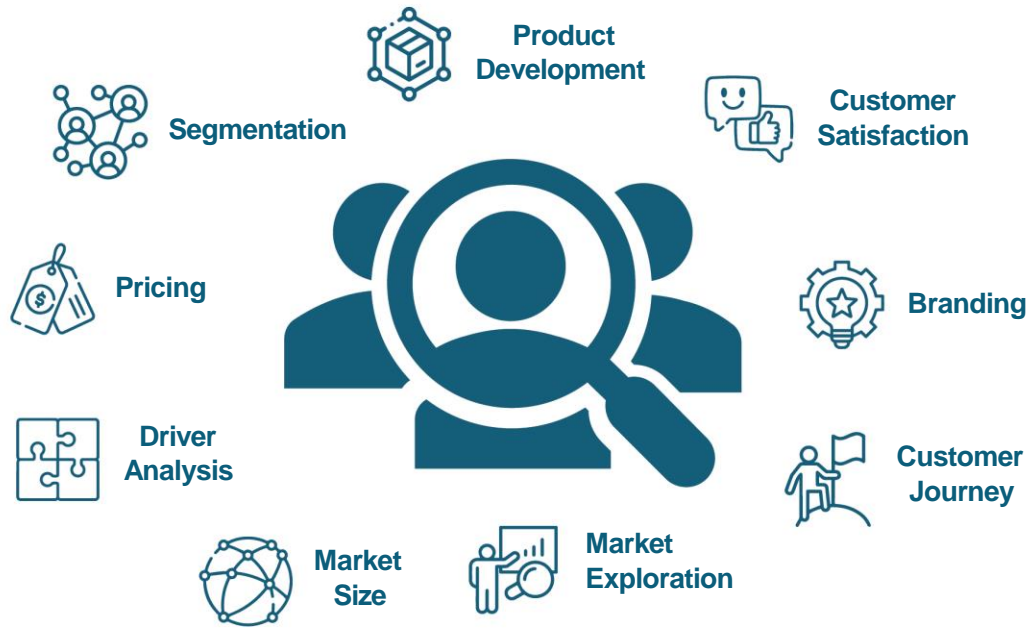 Product
Development
Customer
Satisfaction
Segmentation
Pricing
$
Branding
Driver
Analysis
Customer
Journey
Market
Size
Market
Exploration